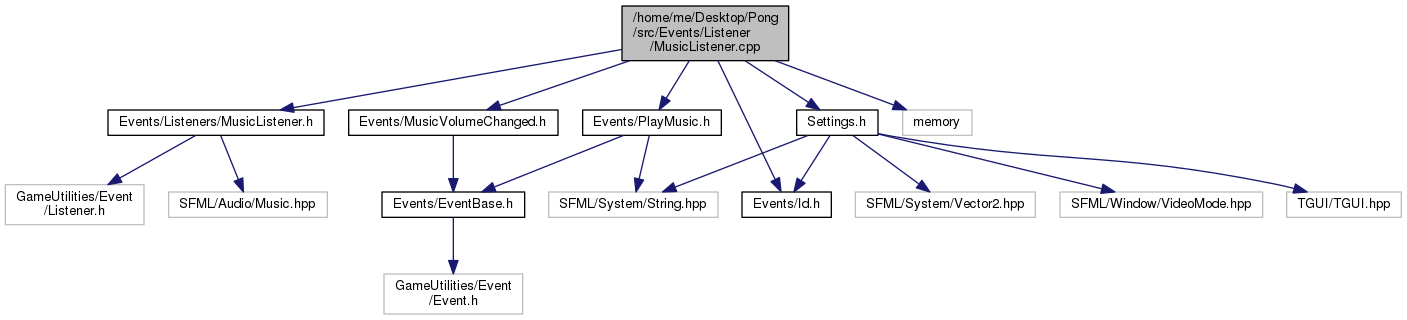 /home/me/Desktop/Pong
/src/Events/Listener
/MusicListener.cpp
Events/Listeners/MusicListener.h
Events/MusicVolumeChanged.h
Events/PlayMusic.h
Settings.h
memory
GameUtilities/Event
/Listener.h
SFML/Audio/Music.hpp
Events/EventBase.h
SFML/System/String.hpp
Events/Id.h
SFML/System/Vector2.hpp
SFML/Window/VideoMode.hpp
TGUI/TGUI.hpp
GameUtilities/Event
/Event.h